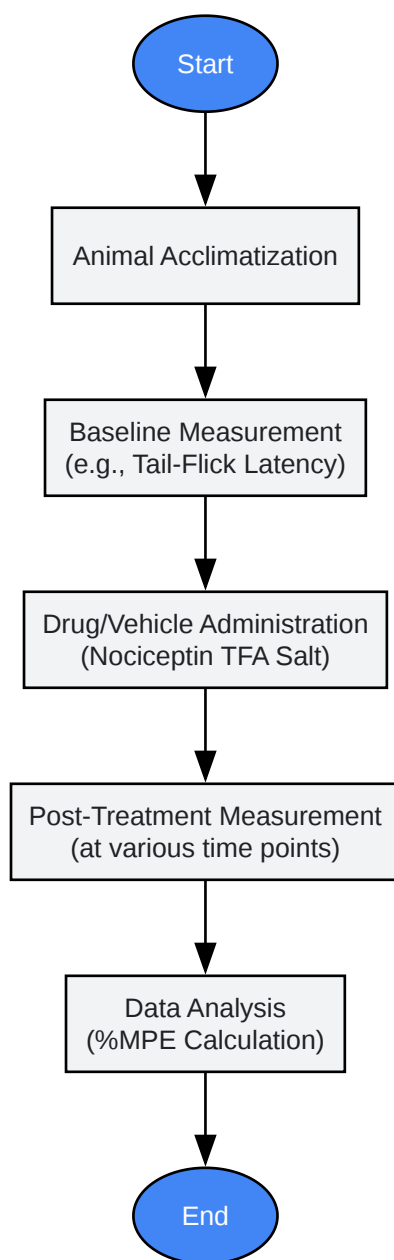 Start
Animal Acclimatization
Baseline Measurement
(e.g., Tail-Flick Latency)
Drug/Vehicle Administration
(Nociceptin TFA Salt)
Post-Treatment Measurement
(at various time points)
Data Analysis
(%MPE Calculation)
End